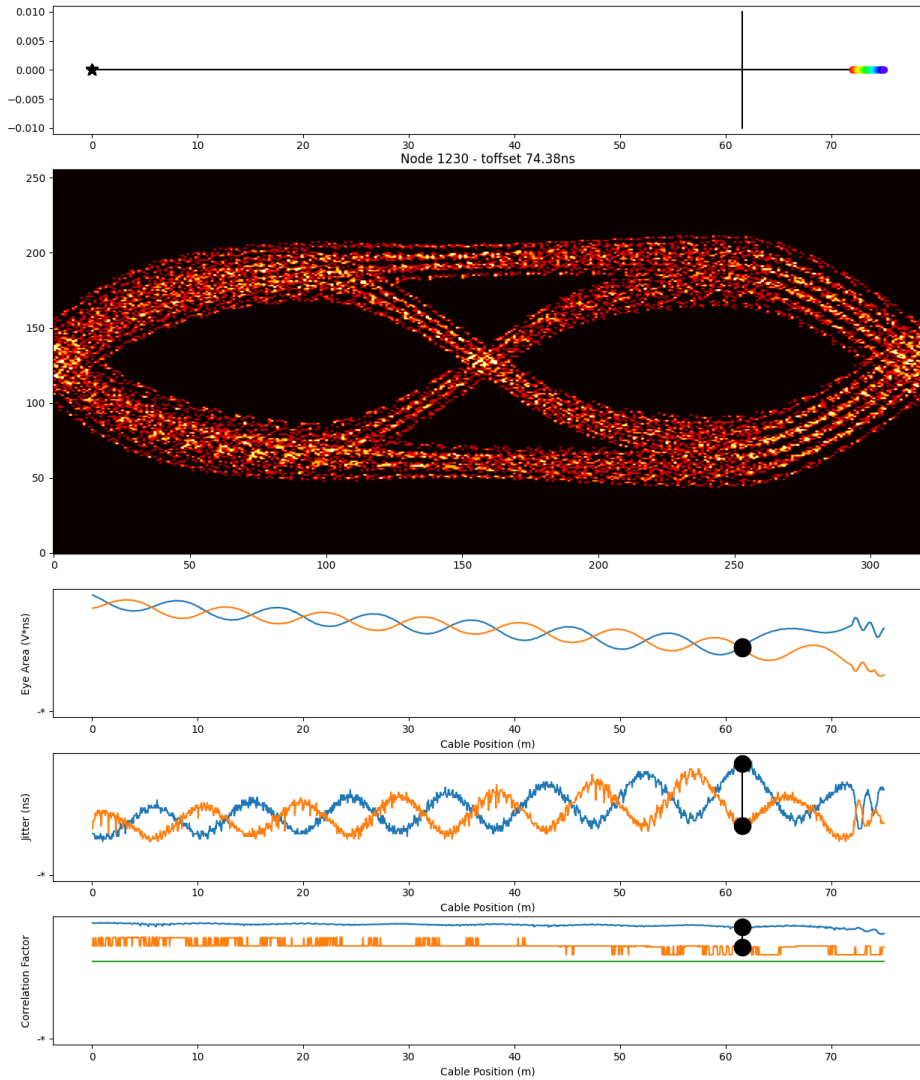 0.010
0.005
0.000
−0.005
−0.010
0 10 20 30 40 50 60 70
Node 1230 - toffset 74.38ns
250
200
150
100
50
0
0 50 100 150 200 250 300
Eye Area (V*ns)
-*
0 10 20 30 40 50 60 70
Cable Position (m)
Jitter (ns)
-*
0 10 20 30 40 50 60 70
Cable Position (m)
Correlation Factor
-*
0 10 20 30 40 50 60 70
Cable Position (m)